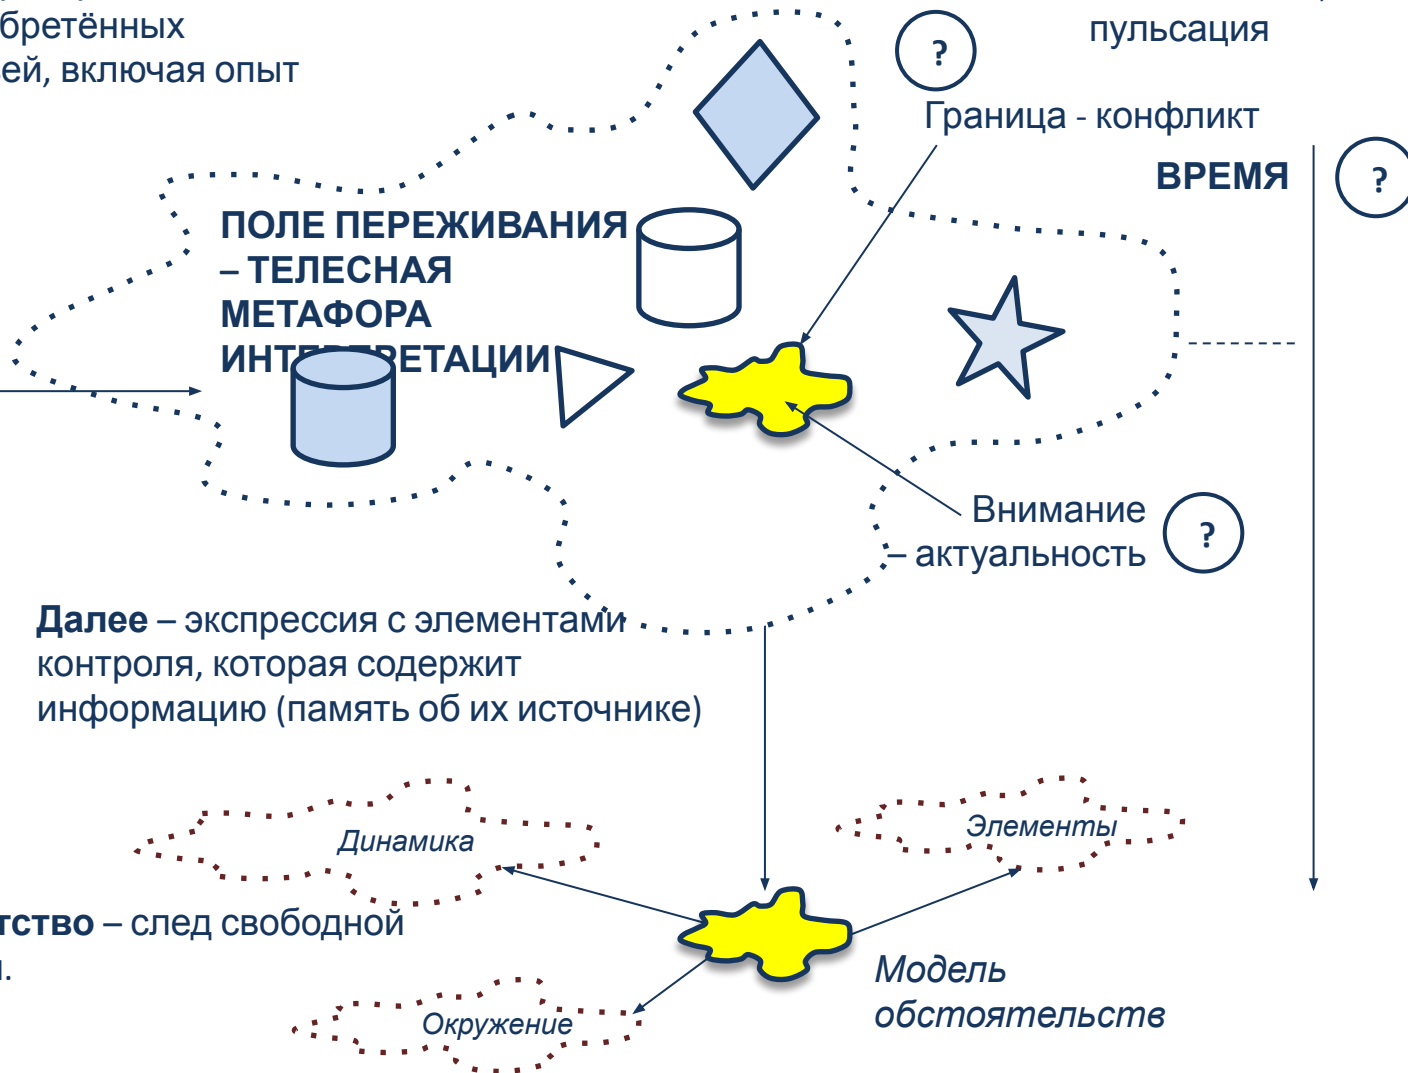 бретённых
ей, включая опыт
пульсация
?
Граница - конфликт
ВРЕМЯ
?
ПОЛЕ ПЕРЕЖИВАНИЯ
– ТЕЛЕСНАЯ
МЕТАФОРА
ИНТЕРПРЕТАЦИИ
Внимание
– актуальность
?
Далее – экспрессия с элементами
контроля, которая содержит
информацию (память об их источнике)
Динамика
Элементы
тство – след свободной
Модель
обстоятельств
Окружение